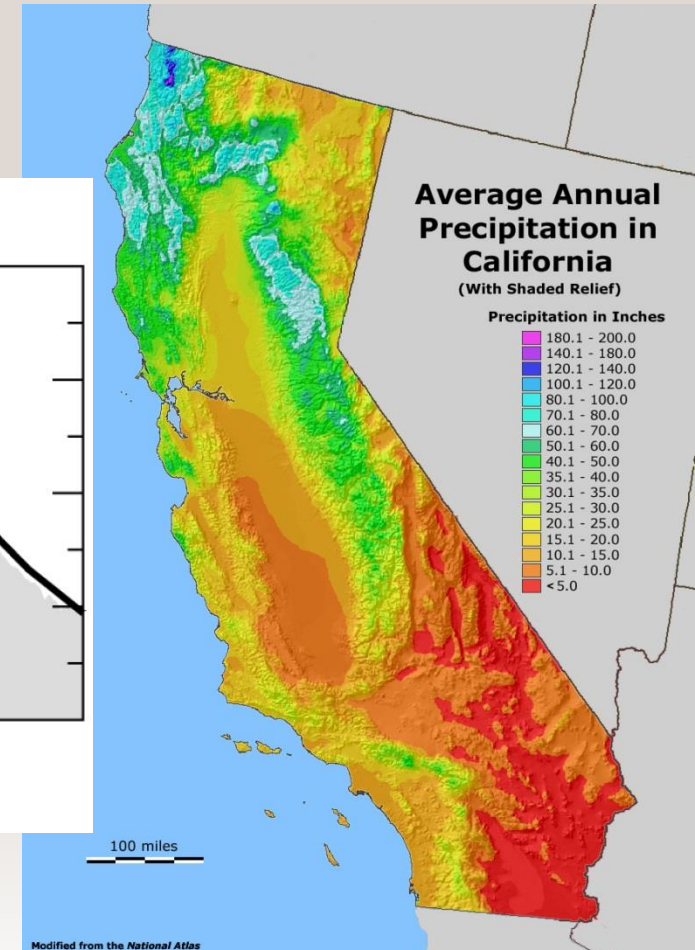 Average Annual
Precipitation in
California
(With Shaded Relief)
Precipitation in Inches
180.1 - 200.0
140.1 - 180.0
120.1 - 140.0
100.1 - 120.0
80.1 - 100.0
70.1 - 80.0
60.1 - 70.0
50.1 - 60.0
40.1 - 50.0
35.1 - 40.0
30.1 - 35.0
25.1 - 30.0
20.1 - 25.0
15.1 - 20.0
10.1 - 15.0
5.1 - 10.0
< 5.0
100 miles
Modified from the National Atlas